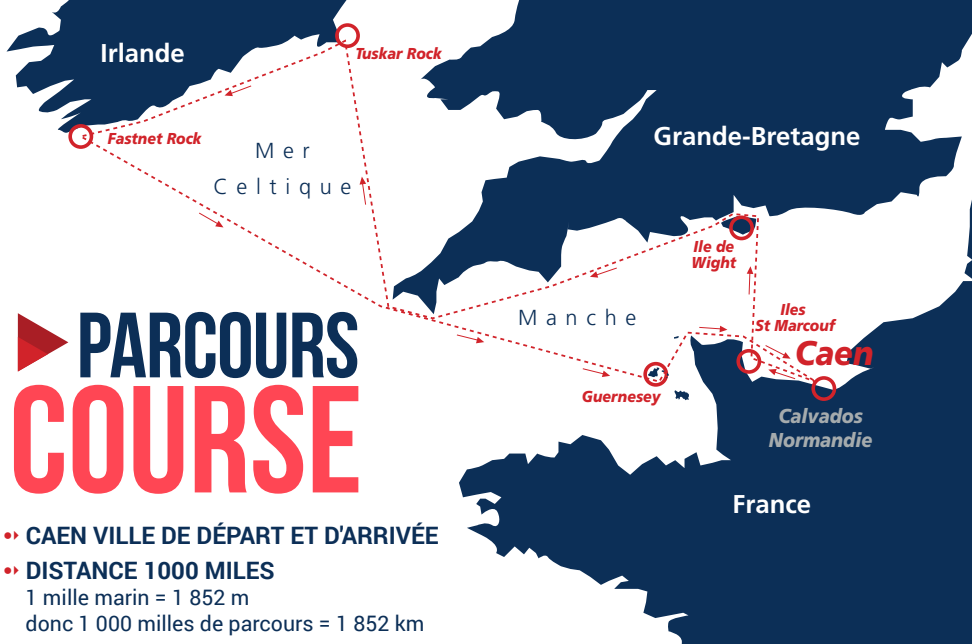 Irlande
Tuskar Rock
Fastnet Rock
Mer
Celtique
Grande-Bretagne
Ile de
Wight
Manche
Iles
St Marcouf
Caen
Guernesey
Calvados
Normandie
France
PARCOURS
COURSE
CAEN VILLE DE DÉPART ET D'ARRIVÉE
DISTANCE 1000 MILES
1 mille marin = 1 852 m
donc 1 000 milles de parcours = 1 852 km